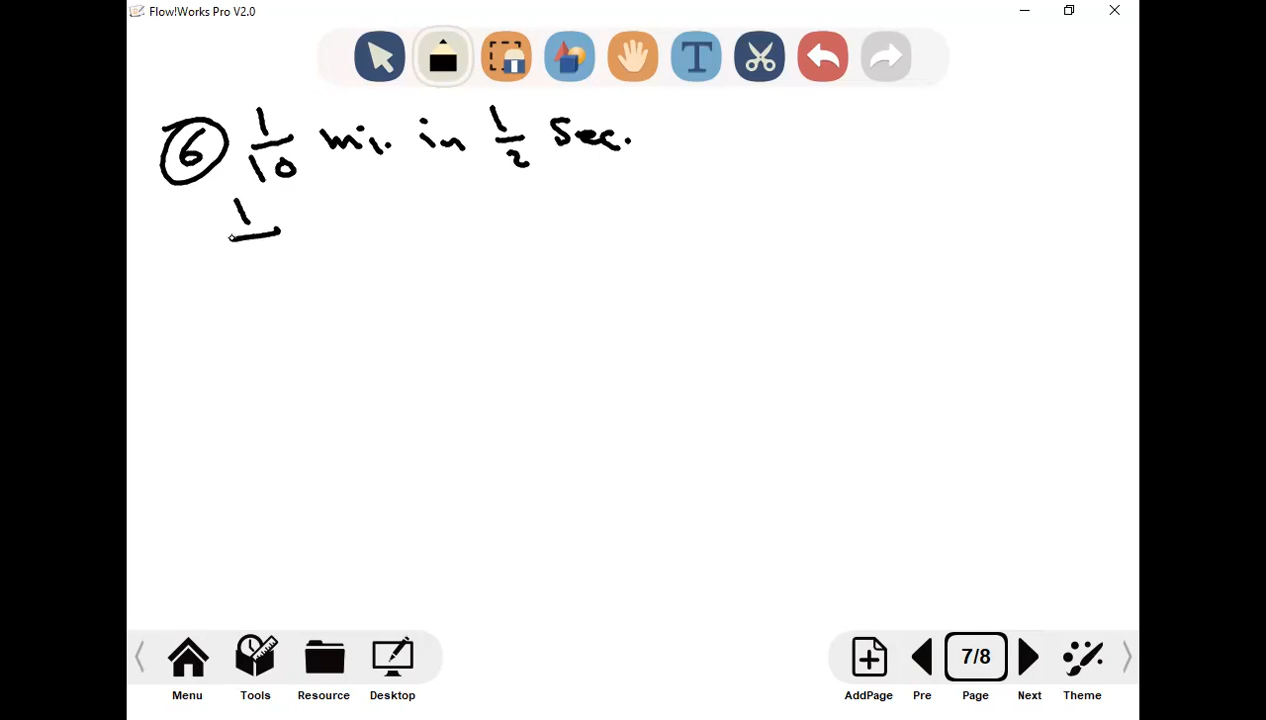 Flow!Works Pro V2.0
T
⑥ 1/10 mi. in 1/2 Sec.
1
Menu Tools Resource Desktop
7/8
AddPage Pre Page Next Theme